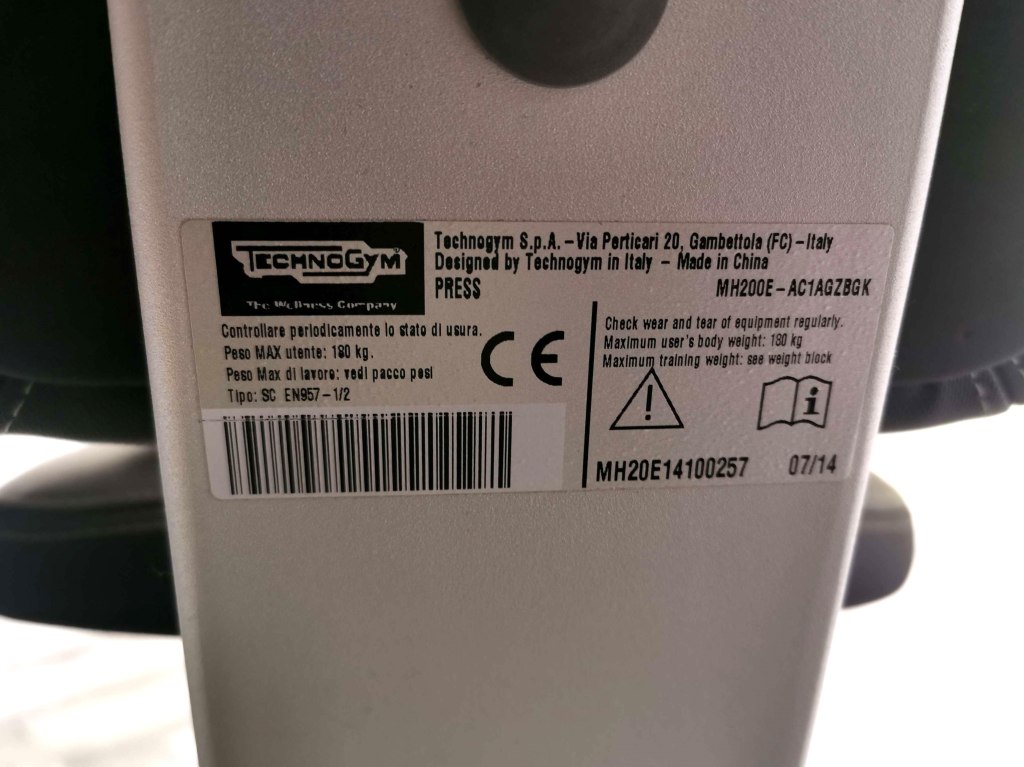 TECHNOGYM
The Wellness Company
Technogym S.p.A. – Via Perticari 20, Gambettola (FC) – Italy
Designed by Technogym in Italy – Made in China
PRESS
MH200E – AC1AGZBGK
Controllare periodicamente lo stato di usura.
Peso MAX utente: 180 kg.
Peso Max di lavoro: vedi pacco pesi
Tipo: SC EN957–1/2
CE
Check wear and tear of equipment regularly.
Maximum user's body weight: 180 kg
Maximum training weight: see weight block
MH20E14100257 07/14